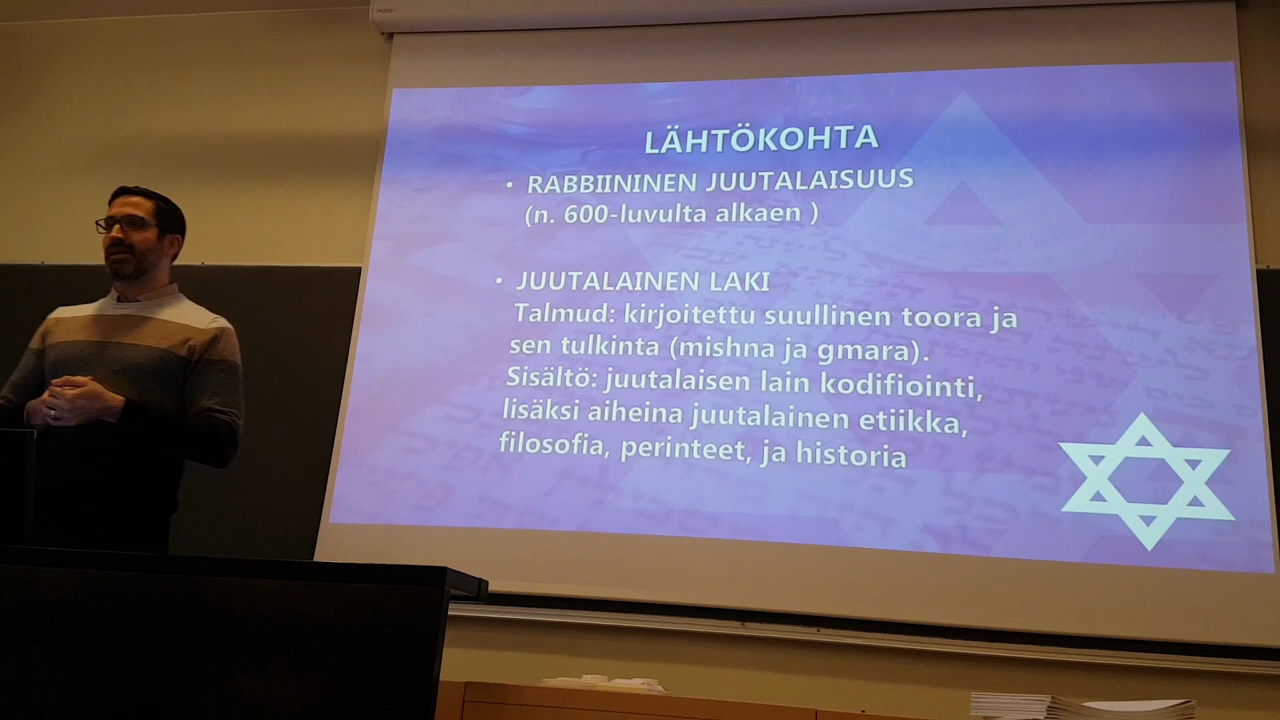 LÄHTÖKOHTA
• RABBIININEN JUUTALAISUUS
(n. 600-luvulta alkaen )
• JUUTALAINEN LAKI
Talmud: kirjoitettu suullinen toora ja
sen tulkinta (mishna ja gmara).
Sisältö: juutalaisen lain kodifiointi,
lisäksi aiheina juutalainen etiikka,
filosofia, perinteet, ja historia